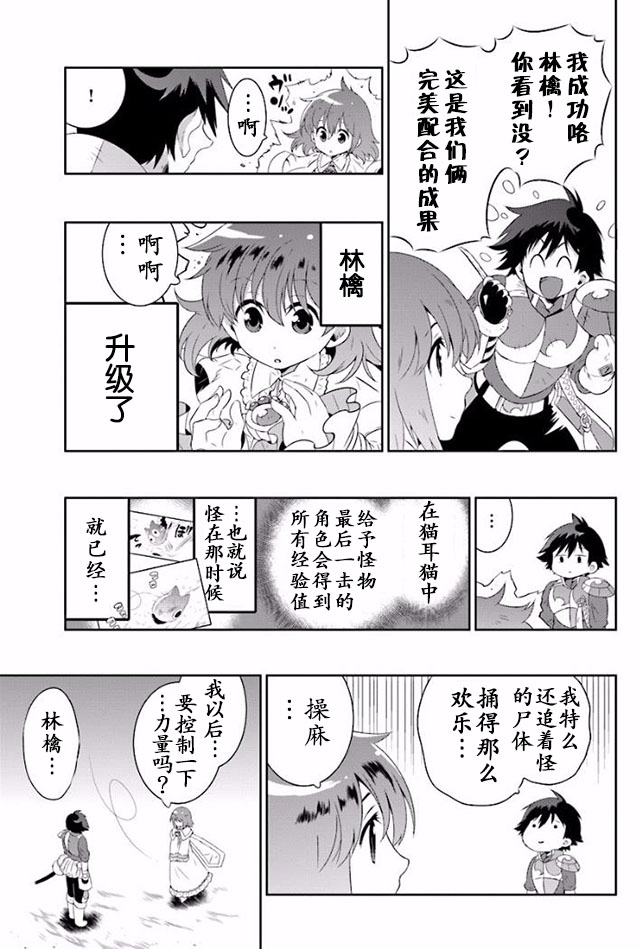 我成功咯
林檎！
你看到没？
这是我们俩
完美配合的成果
…啊
！
林檎
啊啊
…
升级了
…
在猫耳猫中
给予怪物
最后一击的
角色会得到
所有经验值
…也就说
怪在那时候
就已经…
我特么
还追着怪
的尸体
捅得那么
欢乐…
操麻
…
我以后…
要控制一下
力量吗？
…
林檎
…